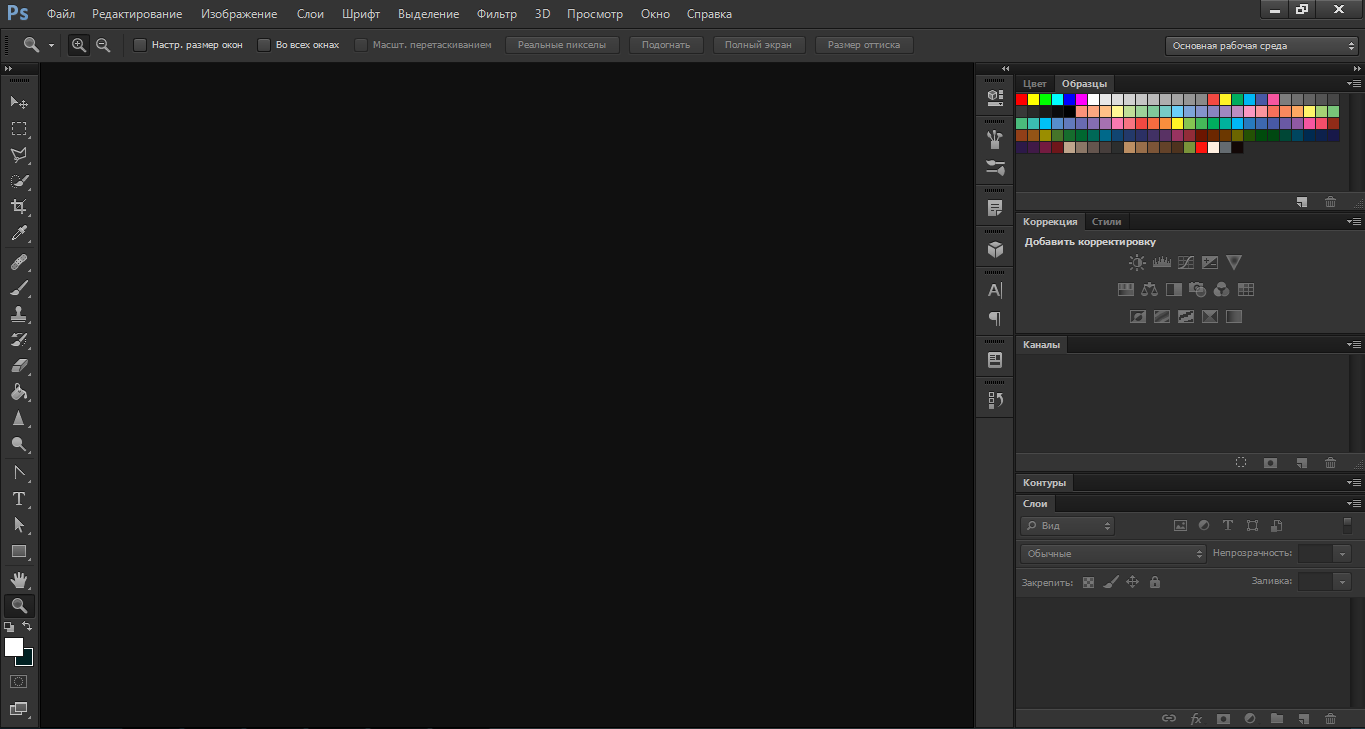 Ps Файл Редактирование Изображение Слои Шрифт Выделение Фильтр 3D Просмотр Окно Справка
Настр. размер окон Во всех окнах Масшт. перетаскиванием Реальные пикселы Подогнать Полный экран Размер оттиска Основная рабочая среда
Цвет Образцы
Коррекция Стили
Добавить корректировку
Каналы
Контуры
Слои
Вид
Обычные Непрозрачность:
Закрепить: Заливка: